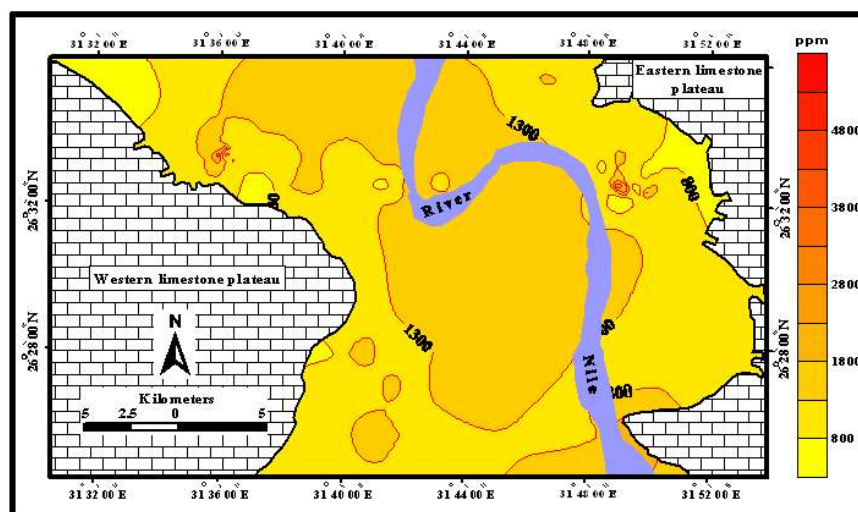 31 32 00 E 31 36 00 E 31 40 00 E 31 44 00 E 31 48 00 E 31 52 00 E
ppm
Eastern limestone
plateau
4800
3800
2800
1800
800
1300
800
26 32 00 N
26 32 00 N
River
Western limestone plateau
N
1300
26 28 00 N
26 28 00 N
Nile
Kilometers
5 2.5 0 5
31 32 00 E 31 36 00 E 31 40 00 E 31 44 00 E 31 48 00 E 31 52 00 E